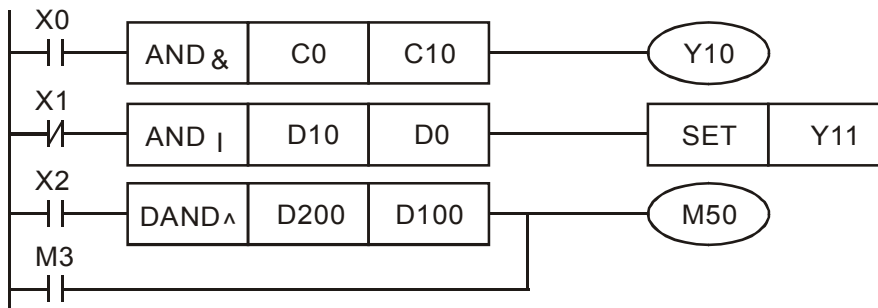 X0
AND & C0 C10 Y10
X1
AND | D10 D0 SET Y11
X2
DAND ^ D200 D100 M50
M3